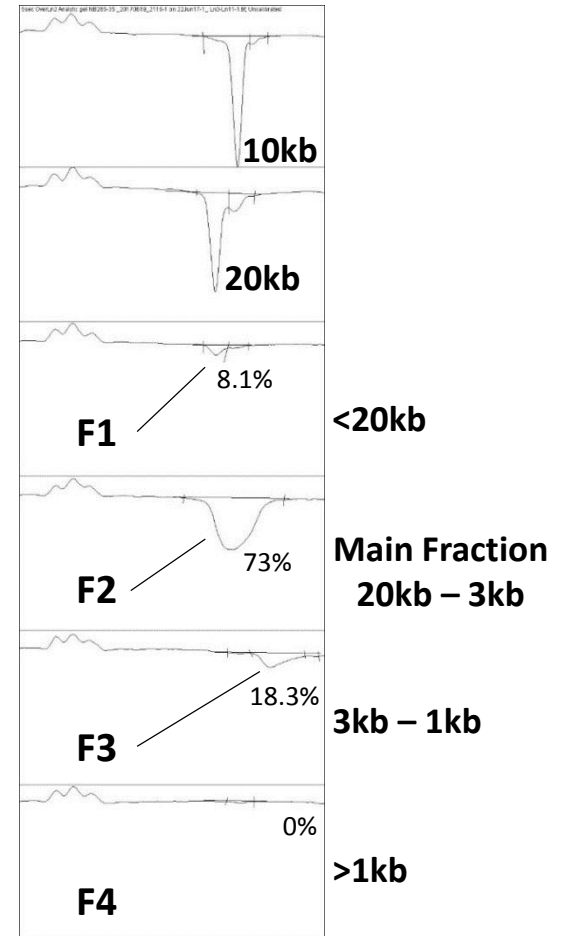 10kb
20kb
8.1%
F1
<20kb
73%
F2
Main Fraction
20kb – 3kb
18.3%
F3
3kb – 1kb
0%
F4
>1kb